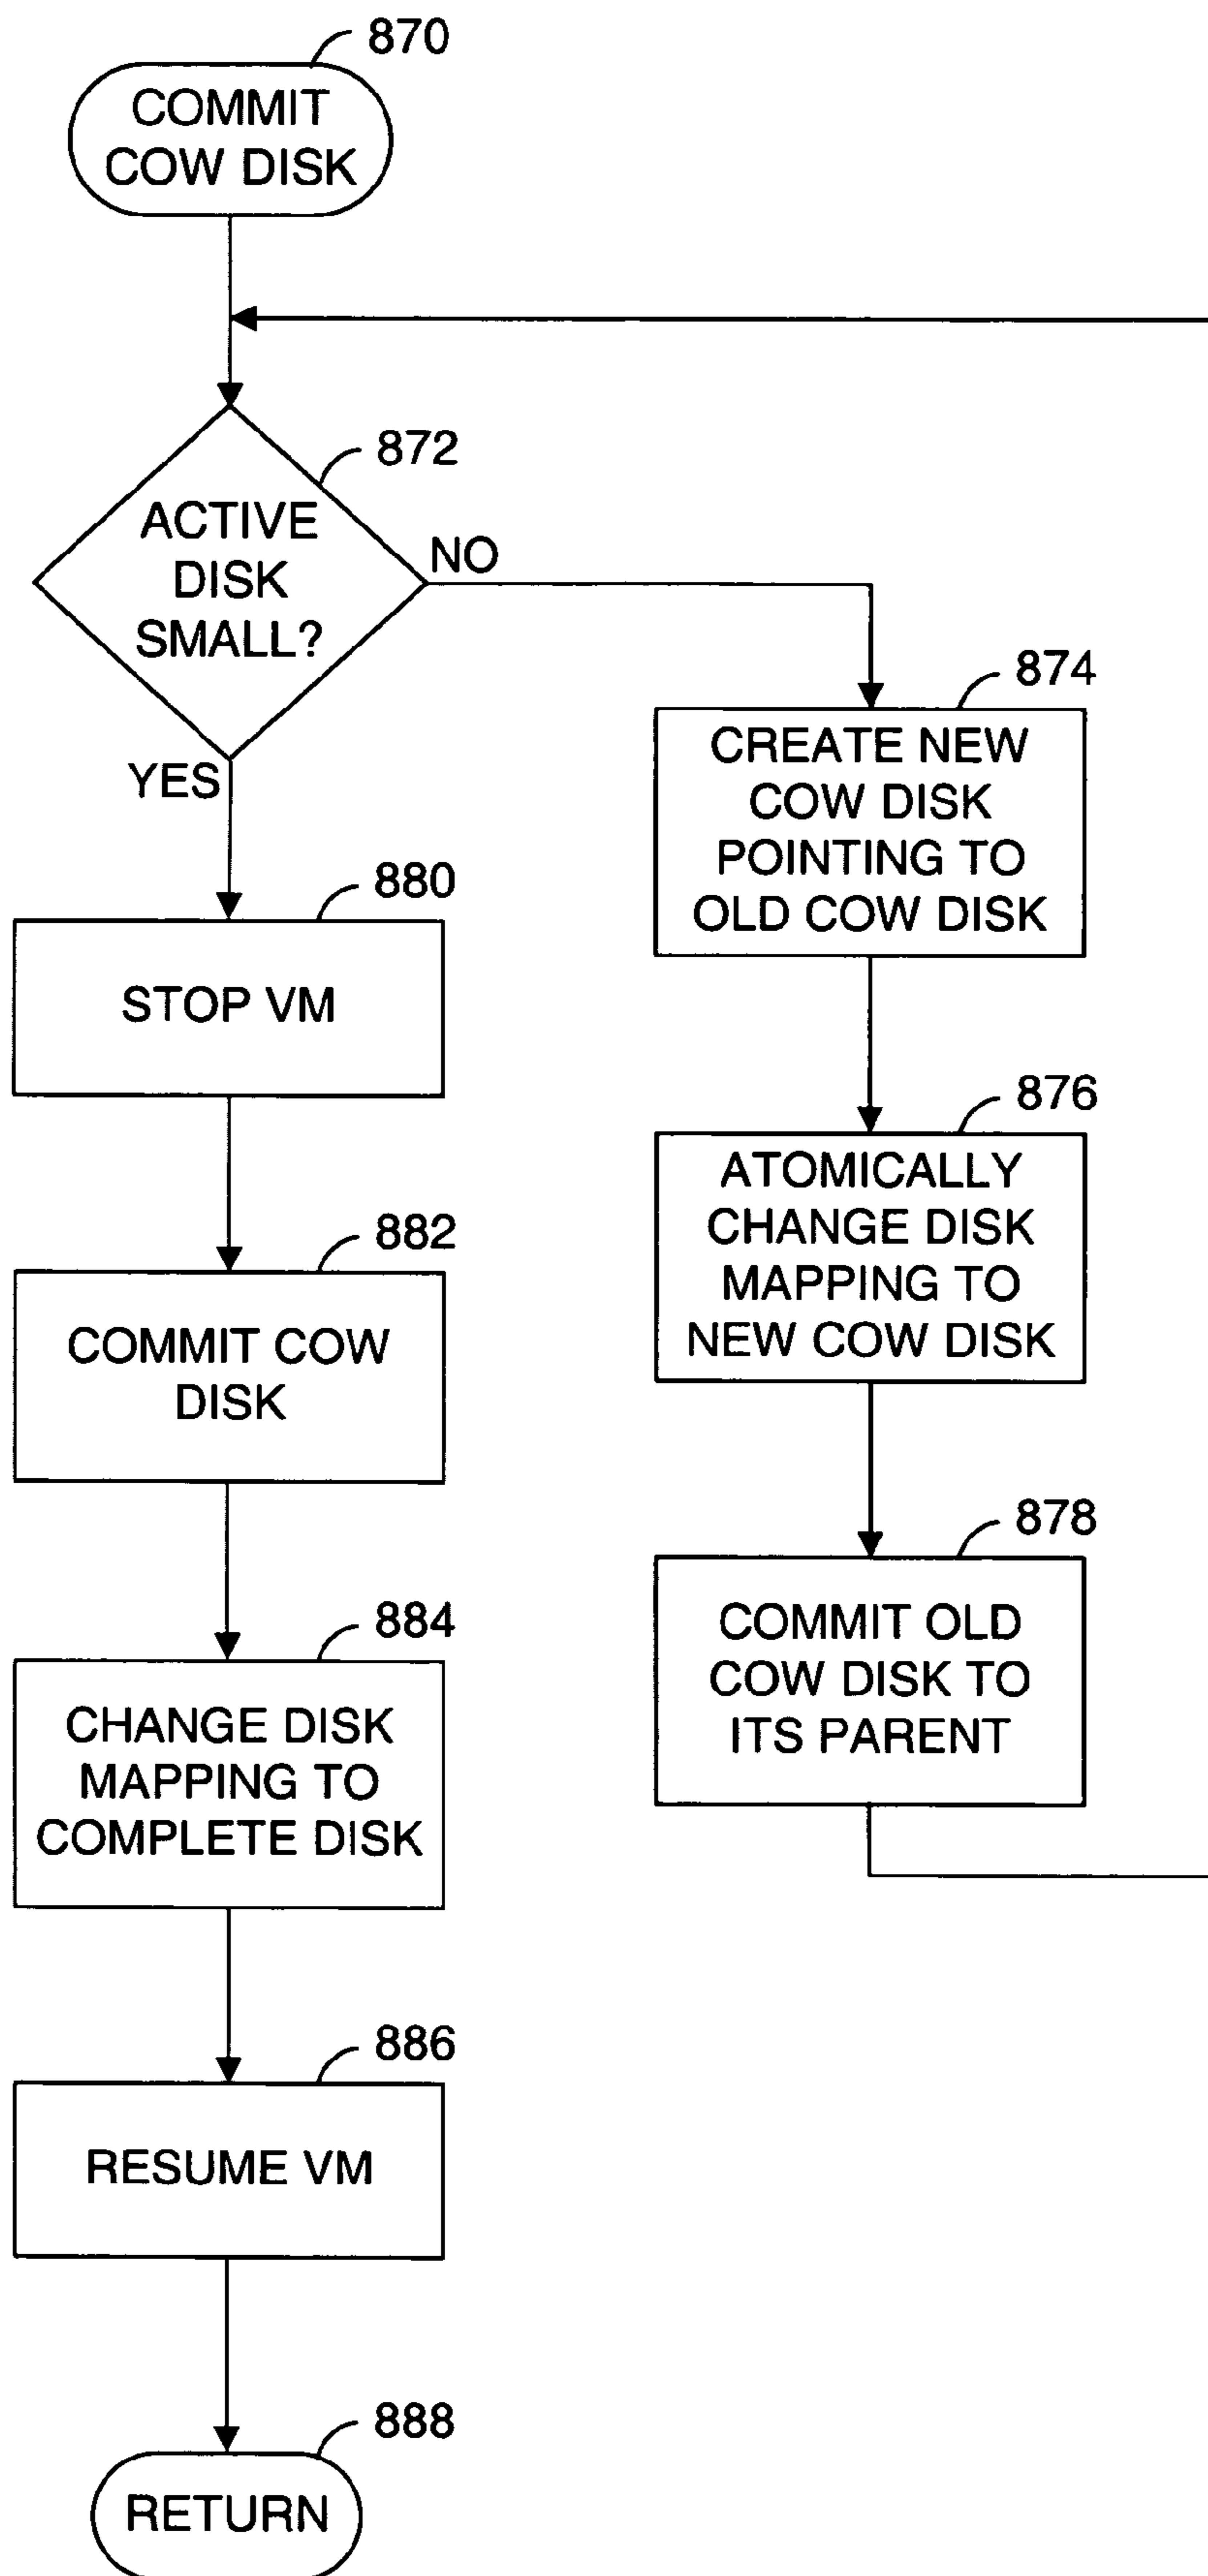 870
COMMIT
COW DISK
872
ACTIVE
DISK
SMALL?
NO
YES
874
CREATE NEW
COW DISK
POINTING TO
OLD COW DISK
880
STOP VM
876
ATOMICALLY
CHANGE DISK
MAPPING TO
NEW COW DISK
882
COMMIT COW
DISK
878
COMMIT OLD
COW DISK TO
ITS PARENT
884
CHANGE DISK
MAPPING TO
COMPLETE DISK
886
RESUME VM
888
RETURN